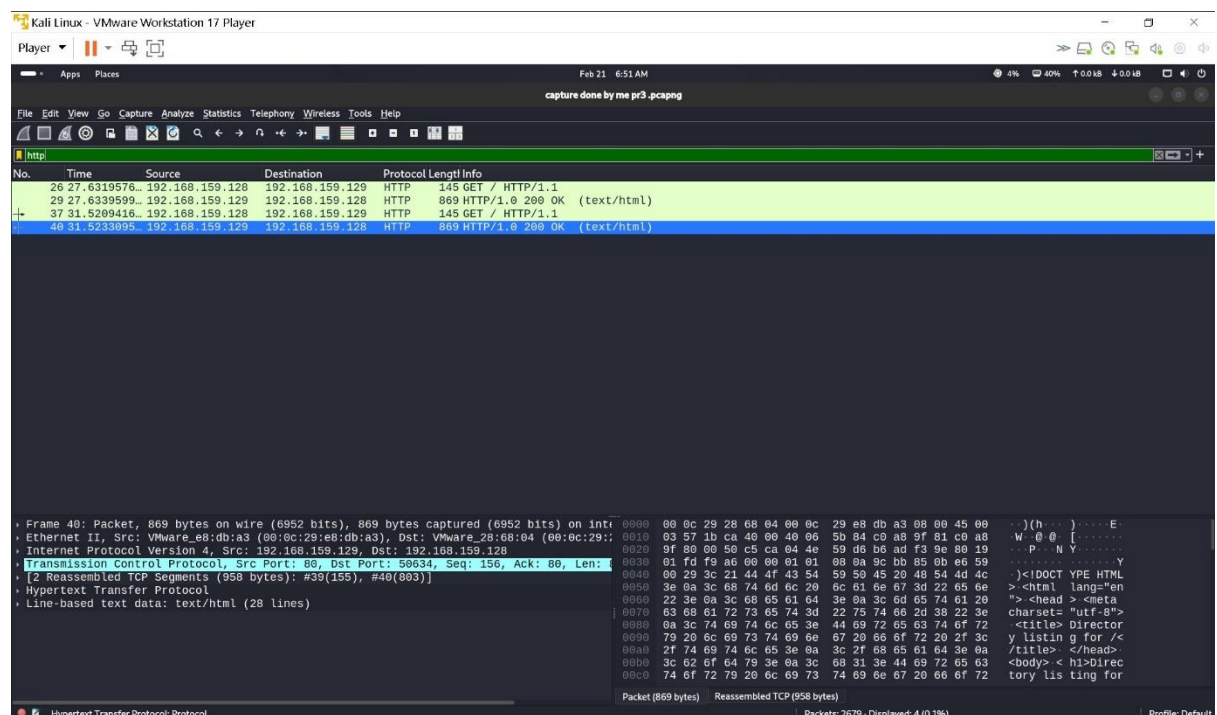 Kali Linux - VMware Workstation 17 Player
Player
Apps Places Feb 21 6:51 AM 4% 40% ↑0.0 kB ↓0.0 kB
capture done by me pr3 .pcapng
File Edit View Go Capture Analyze Statistics Telephony Wireless Tools Help
http
No. Time Source Destination Protocol Length Info
26 27.6319576… 192.168.159.128 192.168.159.129 HTTP 145 GET / HTTP/1.1
29 27.6339599… 192.168.159.129 192.168.159.128 HTTP 869 HTTP/1.0 200 OK (text/html)
37 31.5209416… 192.168.159.128 192.168.159.129 HTTP 145 GET / HTTP/1.1
40 31.5233095… 192.168.159.129 192.168.159.128 HTTP 869 HTTP/1.0 200 OK (text/html)
Frame 40: Packet, 869 bytes on wire (6952 bits), 869 bytes captured (6952 bits) on inte
Ethernet II, Src: VMware_e8:db:a3 (00:0c:29:e8:db:a3), Dst: VMware_28:68:04 (00:0c:29:2
Internet Protocol Version 4, Src: 192.168.159.129, Dst: 192.168.159.128
Transmission Control Protocol, Src Port: 80, Dst Port: 50634, Seq: 156, Ack: 80, Len: 8
[2 Reassembled TCP Segments (958 bytes): #39(155), #40(803)]
Hypertext Transfer Protocol
Line-based text data: text/html (28 lines)
0000 00 0c 29 28 68 04 00 0c 29 e8 db a3 08 00 45 00 ··)(h··· )·····E·
0010 03 57 1b ca 40 00 40 06 5b 84 c0 a8 9f 81 c0 a8 ·W··@·@· [·······
0020 9f 80 00 50 c5 ca 04 4e 59 d6 b6 ad f3 9e 80 19 ···P···N Y·······
0030 01 fd f9 a6 00 00 01 01 08 0a 9c bb 85 0b e6 59 ········ ·······Y
0040 00 29 3c 21 44 4f 43 54 59 50 45 20 48 54 4d 4c ·)<!DOCT YPE HTML
0050 3e 0a 3c 68 74 6d 6c 20 6c 61 6e 67 3d 22 65 6e >·<html lang="en
0060 22 3e 0a 3c 68 65 61 64 3e 0a 3c 6d 65 74 61 20 ">·<head >·<meta
0070 63 68 61 72 73 65 74 3d 22 75 74 66 2d 38 22 3e charset= "utf-8">
0080 0a 3c 74 69 74 6c 65 3e 44 69 72 65 63 74 6f 72 ·<title> Director
0090 79 20 6c 69 73 74 69 6e 67 20 66 6f 72 20 2f 3c y listin g for /<
00a0 2f 74 69 74 6c 65 3e 0a 3c 2f 68 65 61 64 3e 0a /title>· </head>·
00b0 3c 62 6f 64 79 3e 0a 3c 68 31 3e 44 69 72 65 63 <body>·< h1>Direc
00c0 74 6f 72 79 20 6c 69 73 74 69 6e 67 20 66 6f 72 tory lis ting for
Packet (869 bytes) Reassembled TCP (958 bytes)
Hypertext Transfer Protocol: Protocol Packets: 2679 · Displayed: 4 (0.1%) Profile: Default